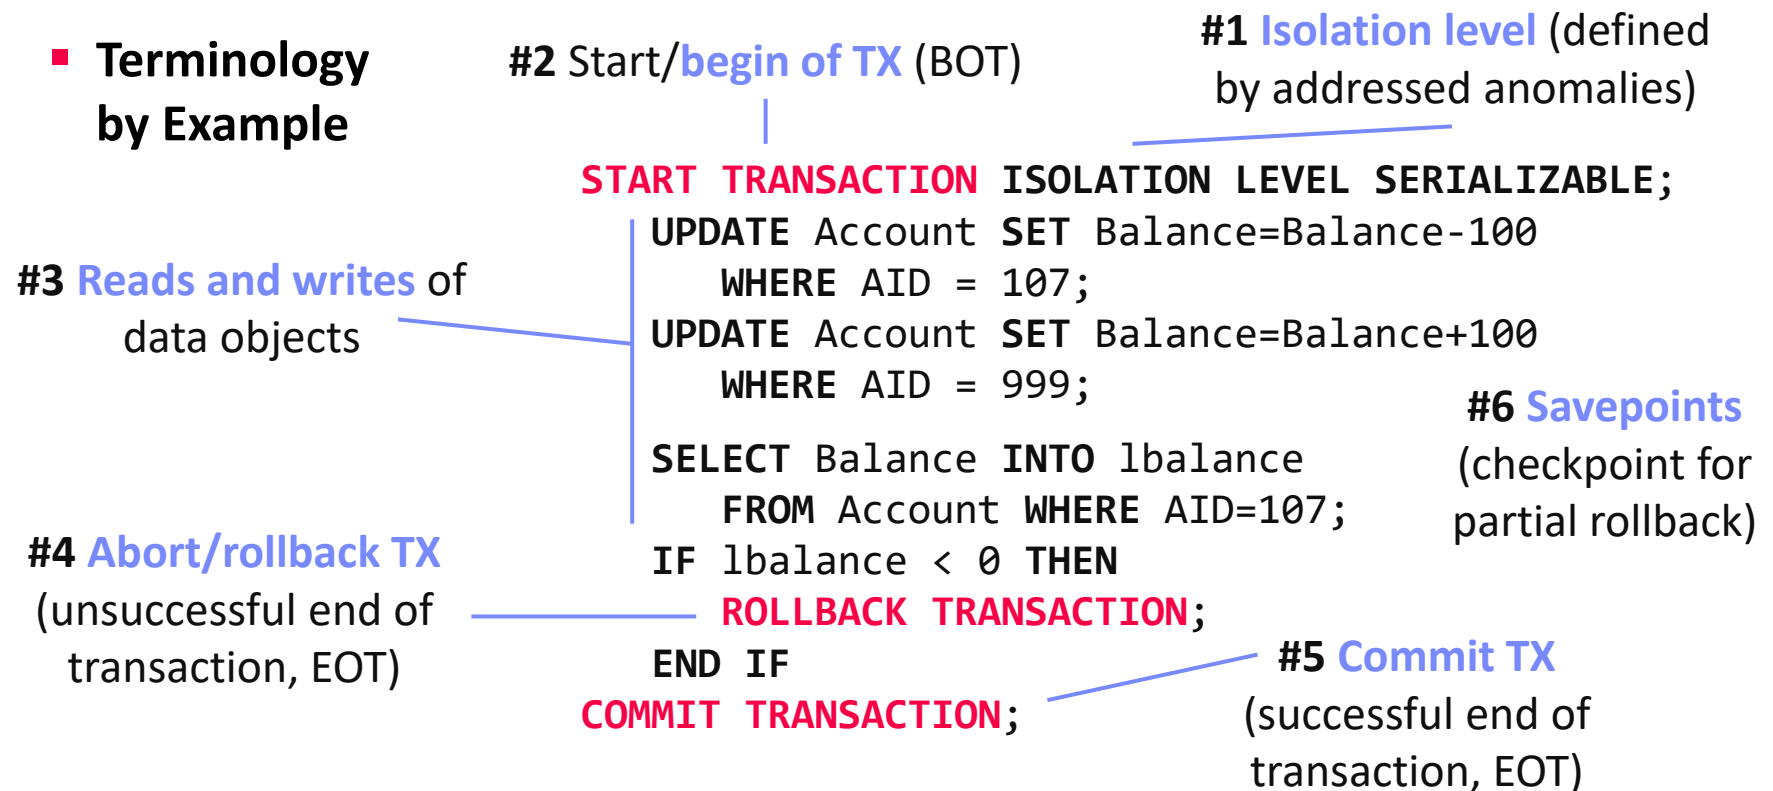 ▪ Terminology
by Example
#2 Start/begin of TX (BOT)
#1 Isolation level (defined
by addressed anomalies)
START TRANSACTION ISOLATION LEVEL SERIALIZABLE;
UPDATE Account SET Balance=Balance-100
WHERE AID = 107;
UPDATE Account SET Balance=Balance+100
WHERE AID = 999;
SELECT Balance INTO lbalance
FROM Account WHERE AID=107;
IF lbalance < 0 THEN
ROLLBACK TRANSACTION;
END IF
COMMIT TRANSACTION;
#3 Reads and writes of
data objects
#4 Abort/rollback TX
(unsuccessful end of
transaction, EOT)
#6 Savepoints
(checkpoint for
partial rollback)
#5 Commit TX
(successful end of
transaction, EOT)